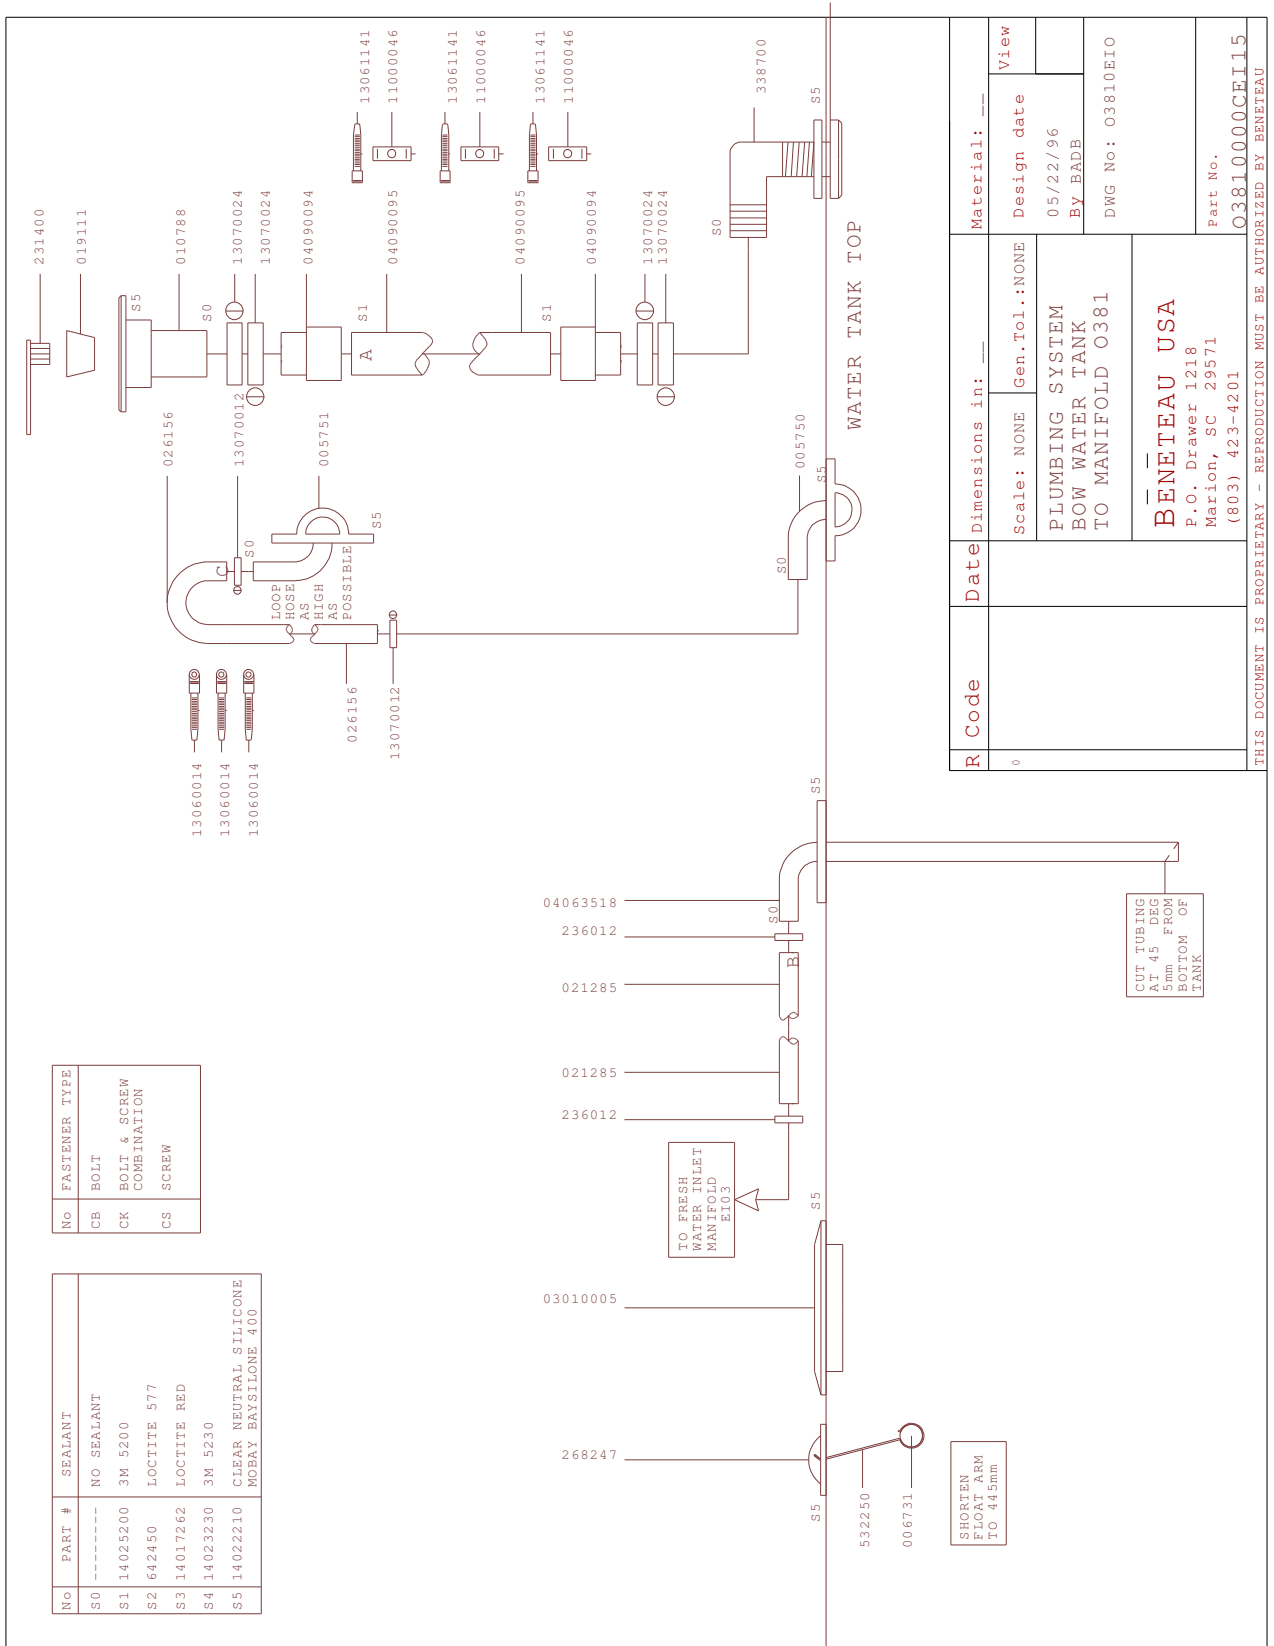 No PART # SEALANT
S0 -------- NO SEALANT
S1 14025200 3M 5200
S2 642450 LOCTITE 577
S3 14017262 LOCTITE RED
S4 14023230 3M 5230
S5 14022210 CLEAR NEUTRAL SILICONE
MOBAY BAYSILONE 400
No FASTENER TYPE
CB BOLT
CK BOLT & SCREW
COMBINATION
CS SCREW
231400
019111
010788
13070024
13070024
04090094
04090095
04090095
04090094
13070024
13070024
S5
S0
S1
A
S1
13061141
11000046
13061141
11000046
13061141
11000046
338700
S0
S5
WATER TANK TOP
026156
13070012
005751
C
S0
S5
LOOP
HOSE
AS
HIGH
AS
POSSIBLE
13060014
13060014
13060014
026156
13070012
005750
S0
S5
04063518
236012
021285
021285
236012
S0
B
S5
TO FRESH
WATER INLET
MANIFOLD
EI03
CUT TUBING
AT 45 DEG
5mm FROM
BOTTOM OF
TANK
03010005
S5
268247
S5
532250
006731
SHORTEN
FLOAT ARM
TO 445mm
R Code Date
0
Dimensions in: ——
Material: ——
Scale: NONE
Gen.Tol.:NONE
Design date
05/22/96
By BADB
View
PLUMBING SYSTEM
BOW WATER TANK
TO MANIFOLD O381
DWG No: O3810EIO
BENETEAU USA
P.O. Drawer 1218
Marion, SC 29571
(803) 423-4201
Part No.
O3810000CEI15
THIS DOCUMENT IS PROPRIETARY - REPRODUCTION MUST BE AUTHORIZED BY BENETEAU